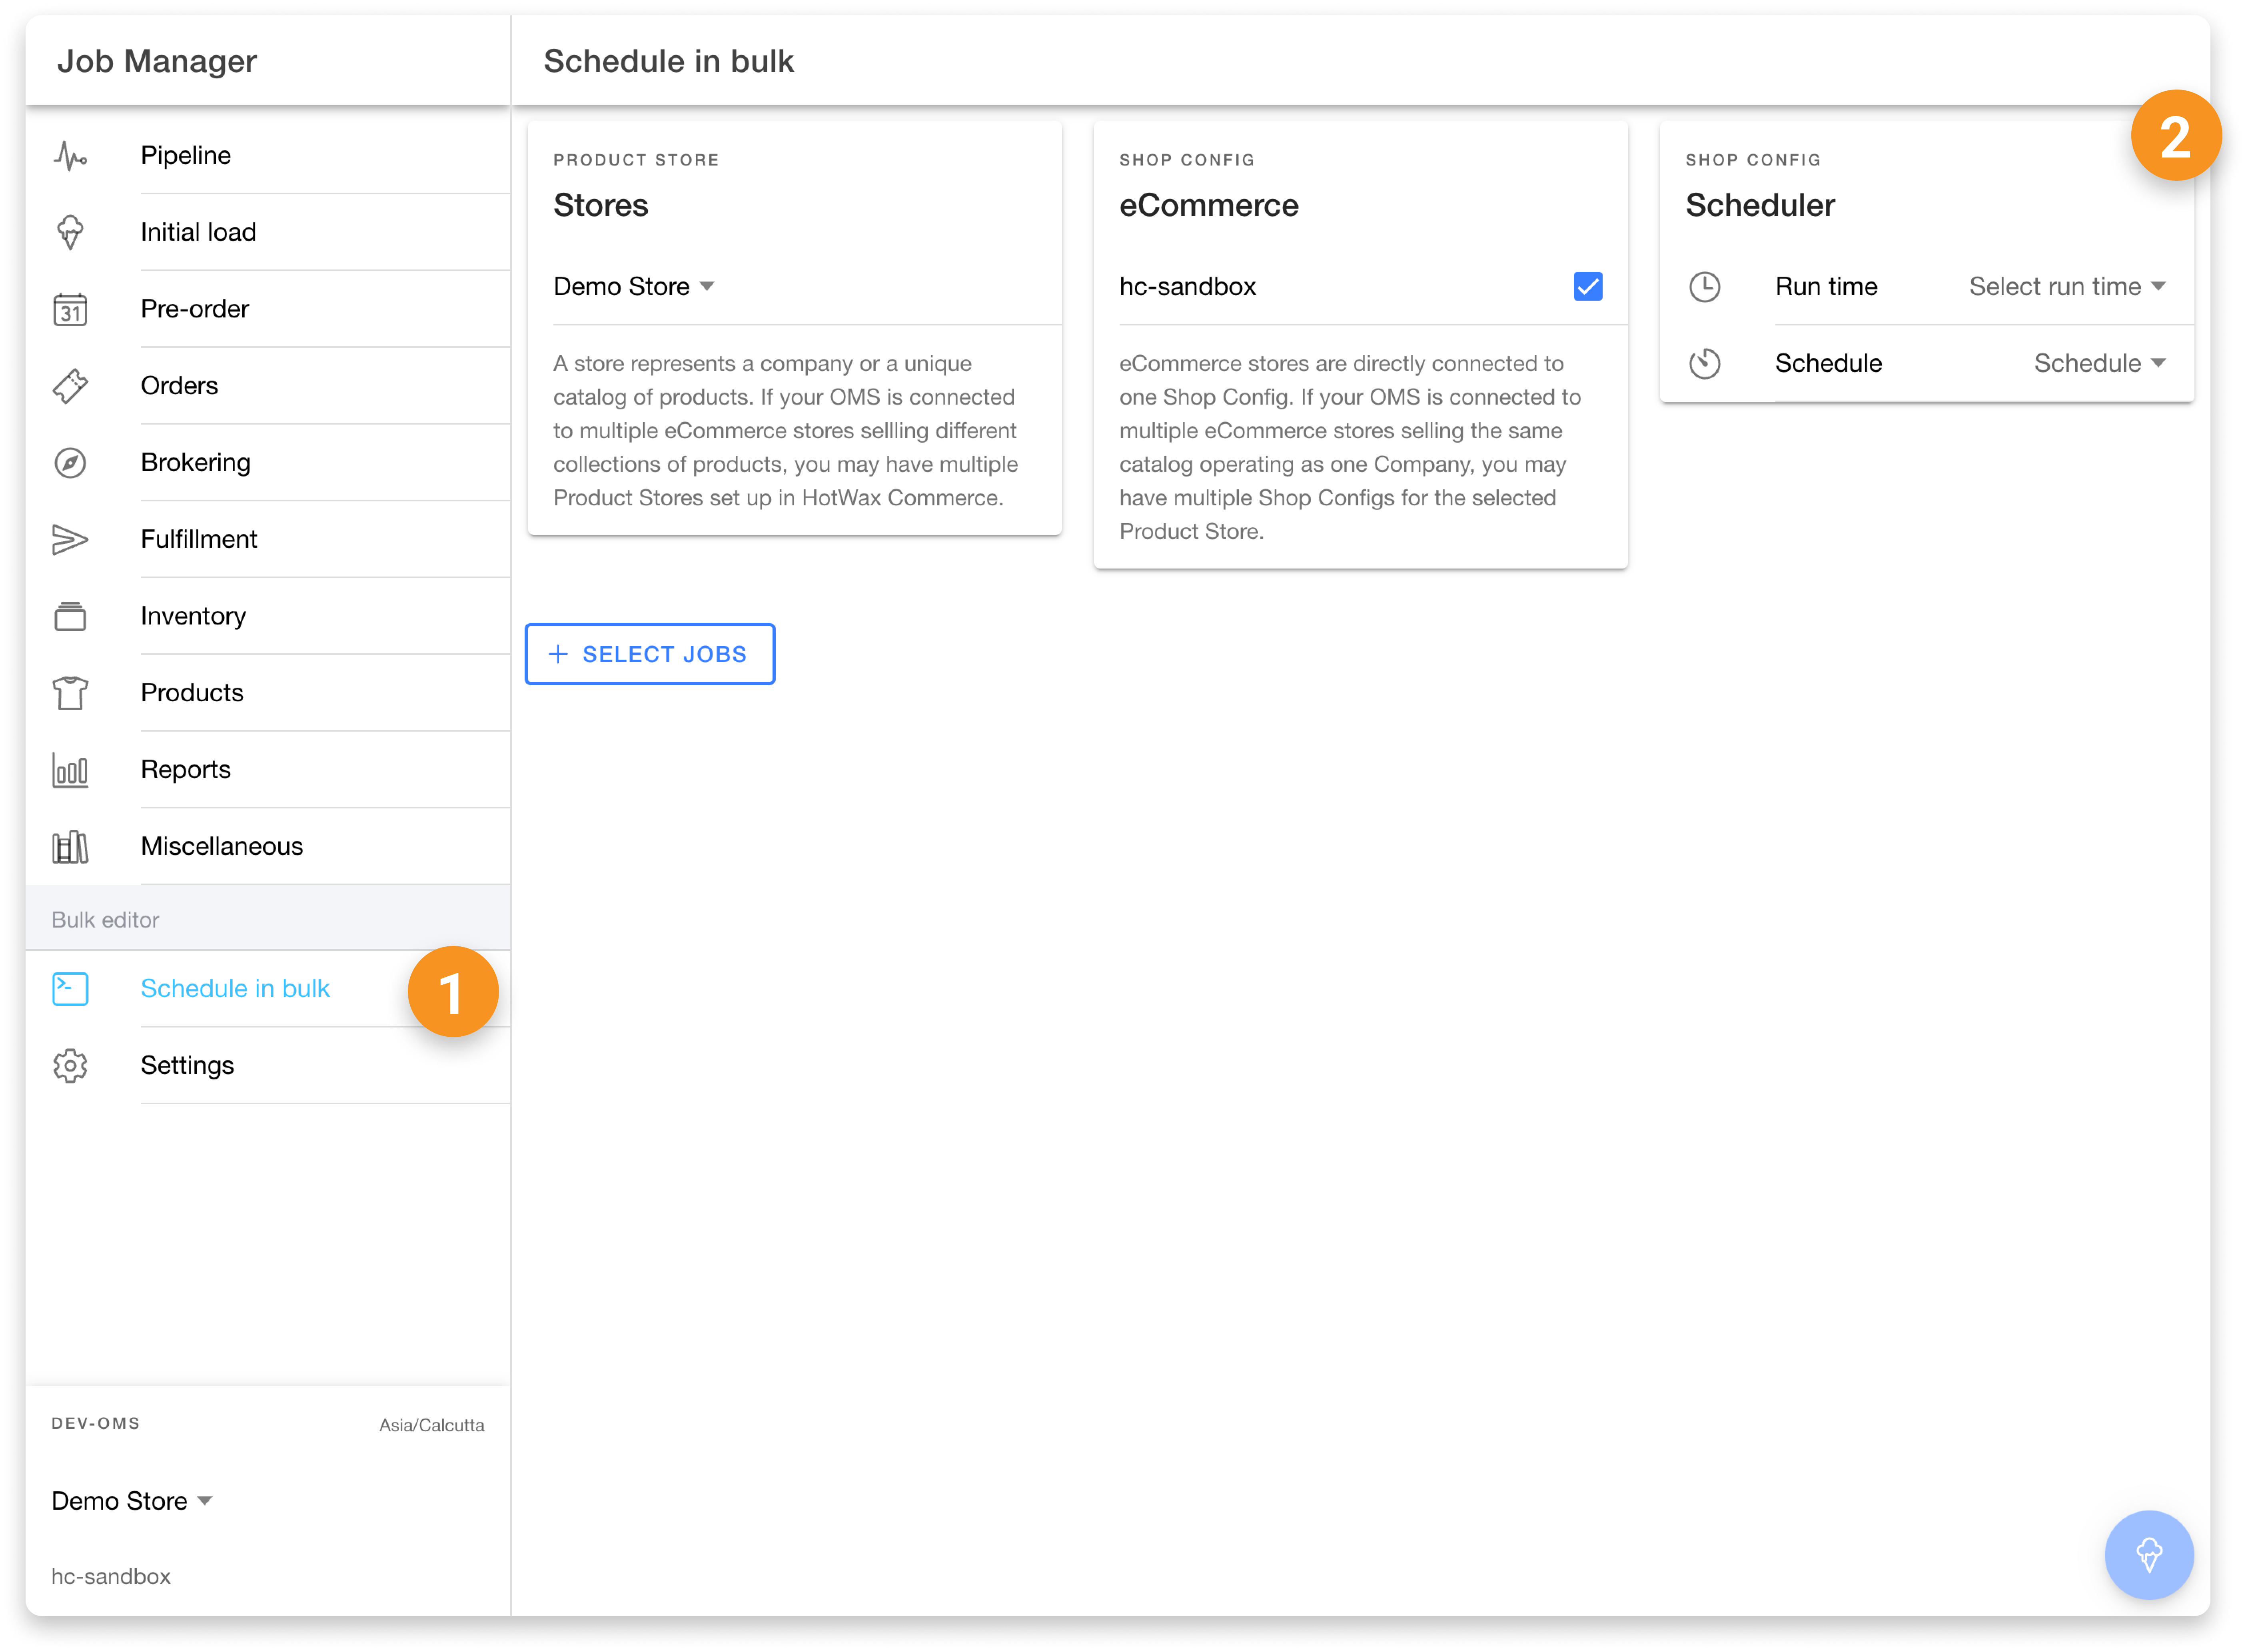 Job Manager
Pipeline
Initial load
31
Pre-order
Orders
Brokering
Fulfillment
Inventory
Products
Reports
Miscellaneous
Bulk editor
Schedule in bulk
1
Settings
DEV-OMS
Asia/Calcutta
Demo Store
hc-sandbox
Schedule in bulk
PRODUCT STORE
Stores
Demo Store
A store represents a company or a unique
catalog of products. If your OMS is connected
to multiple eCommerce stores sellling different
collections of products, you may have multiple
Product Stores set up in HotWax Commerce.
SHOP CONFIG
eCommerce
hc-sandbox
eCommerce stores are directly connected to
one Shop Config. If your OMS is connected to
multiple eCommerce stores selling the same
catalog operating as one Company, you may
have multiple Shop Configs for the selected
Product Store.
SHOP CONFIG
2
Scheduler
Run time Select run time
Schedule Schedule
+ SELECT JOBS